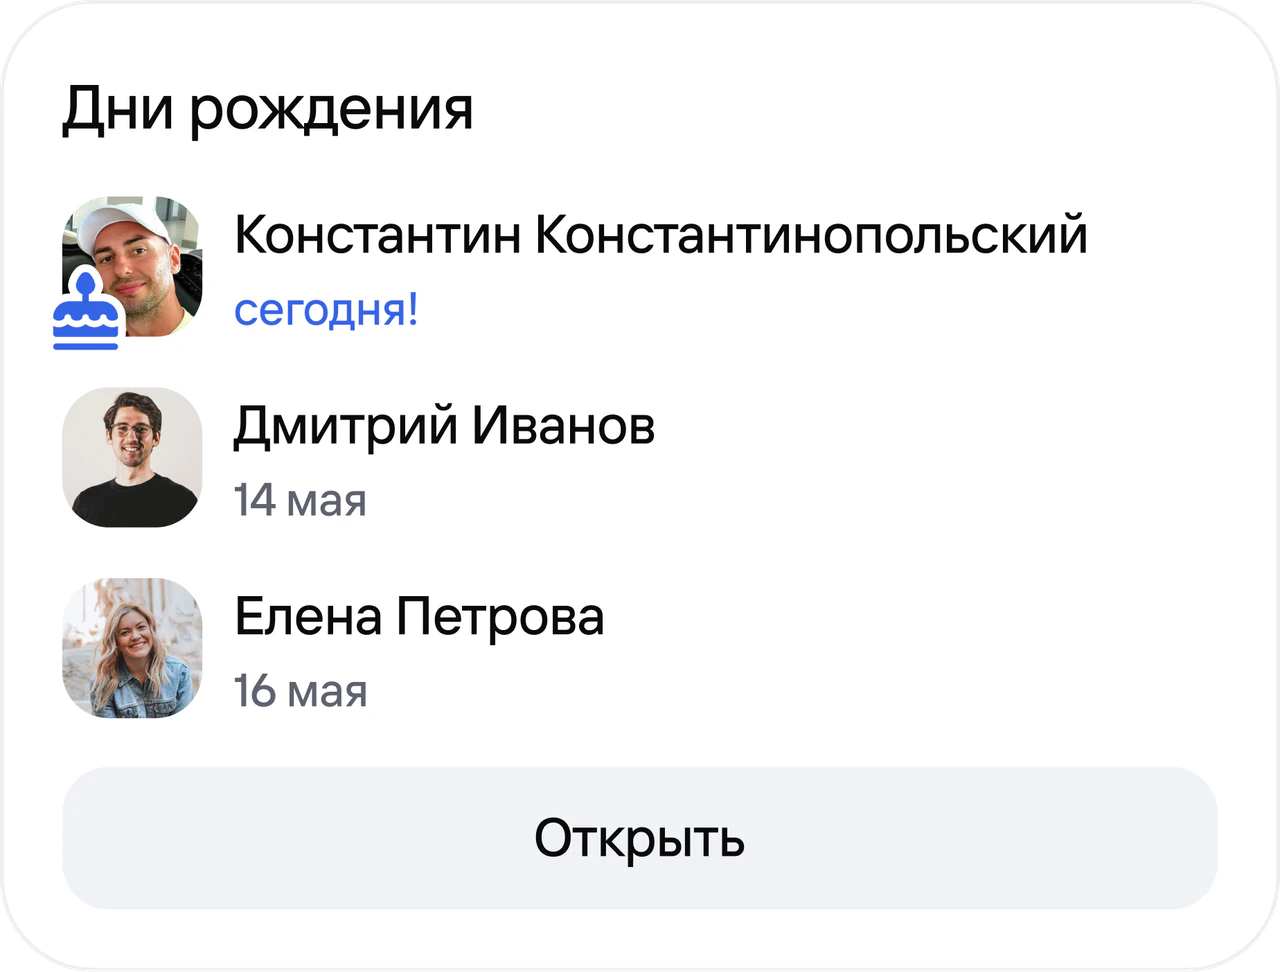 Дни рождения
Константин Константинопольский
сегодня!
Дмитрий Иванов
14 мая
Елена Петрова
16 мая
Открыть